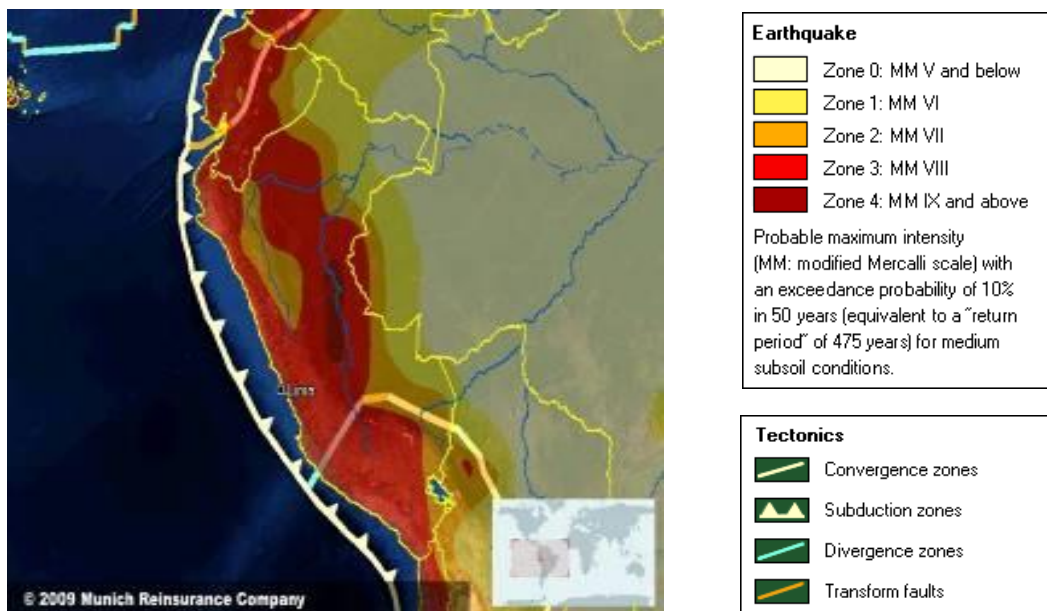 Lima
© 2009 Munich Reinsurance Company
Earthquake
Zone 0: MM V and below
Zone 1: MM VI
Zone 2: MM VII
Zone 3: MM VIII
Zone 4: MM IX and above
Probable maximum intensity
(MM: modified Mercalli scale) with
an exceedance probability of 10%
in 50 years (equivalent to a "return
period" of 475 years) for medium
subsoil conditions.
Tectonics
Convergence zones
Subduction zones
Divergence zones
Transform faults